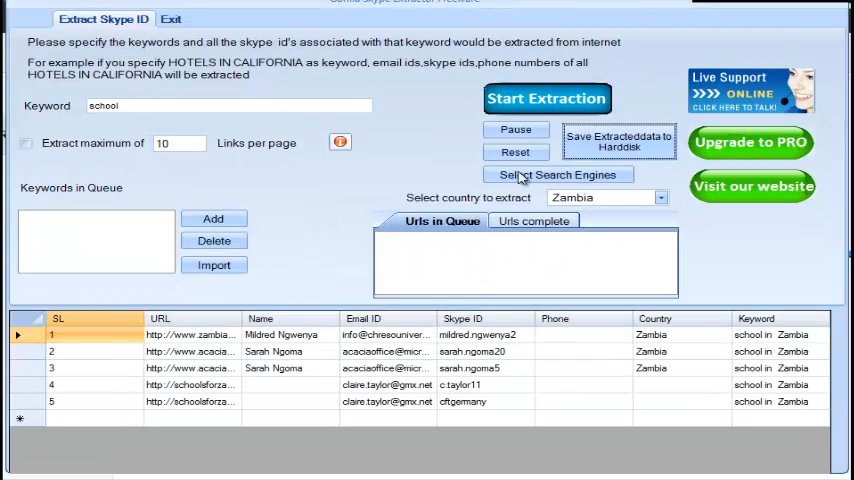 Extract Skype ID Exit
Please specify the keywords and all the skype id's associated with that keyword would be extracted from internet
For example if you specify HOTELS IN CALIFORNIA as keyword, email ids,skype ids,phone numbers of all
HOTELS IN CALIFORNIA will be extracted
Live Support
ONLINE
CLICK HERE TO TALK!
Keyword school
Start Extraction
Extract maximum of 10 Links per page
Pause
Reset
Save Extracteddata to
Harddisk
Upgrade to PRO
Select Search Engines
Visit our website
Keywords in Queue
Select country to extract Zambia
Add
Delete
Import
Urls in Queue Urls complete
SL URL Name Email ID Skype ID Phone Country Keyword
1 http://www.zambia... Mildred Ngwenya info@chresouniver... mildred.ngwenya2 Zambia school in Zambia
2 http://www.acacia... Sarah Ngoma acaciaoffice@micr... sarah.ngoma20 Zambia school in Zambia
3 http://www.acacia... Sarah Ngoma acaciaoffice@mic... sarah.ngoma5 Zambia school in Zambia
4 http://schoolsforza... claire.taylor@gmx.net c.taylor11 school in Zambia
5 http://schoolsforza... claire.taylor@gmx.net cftgermany school in Zambia